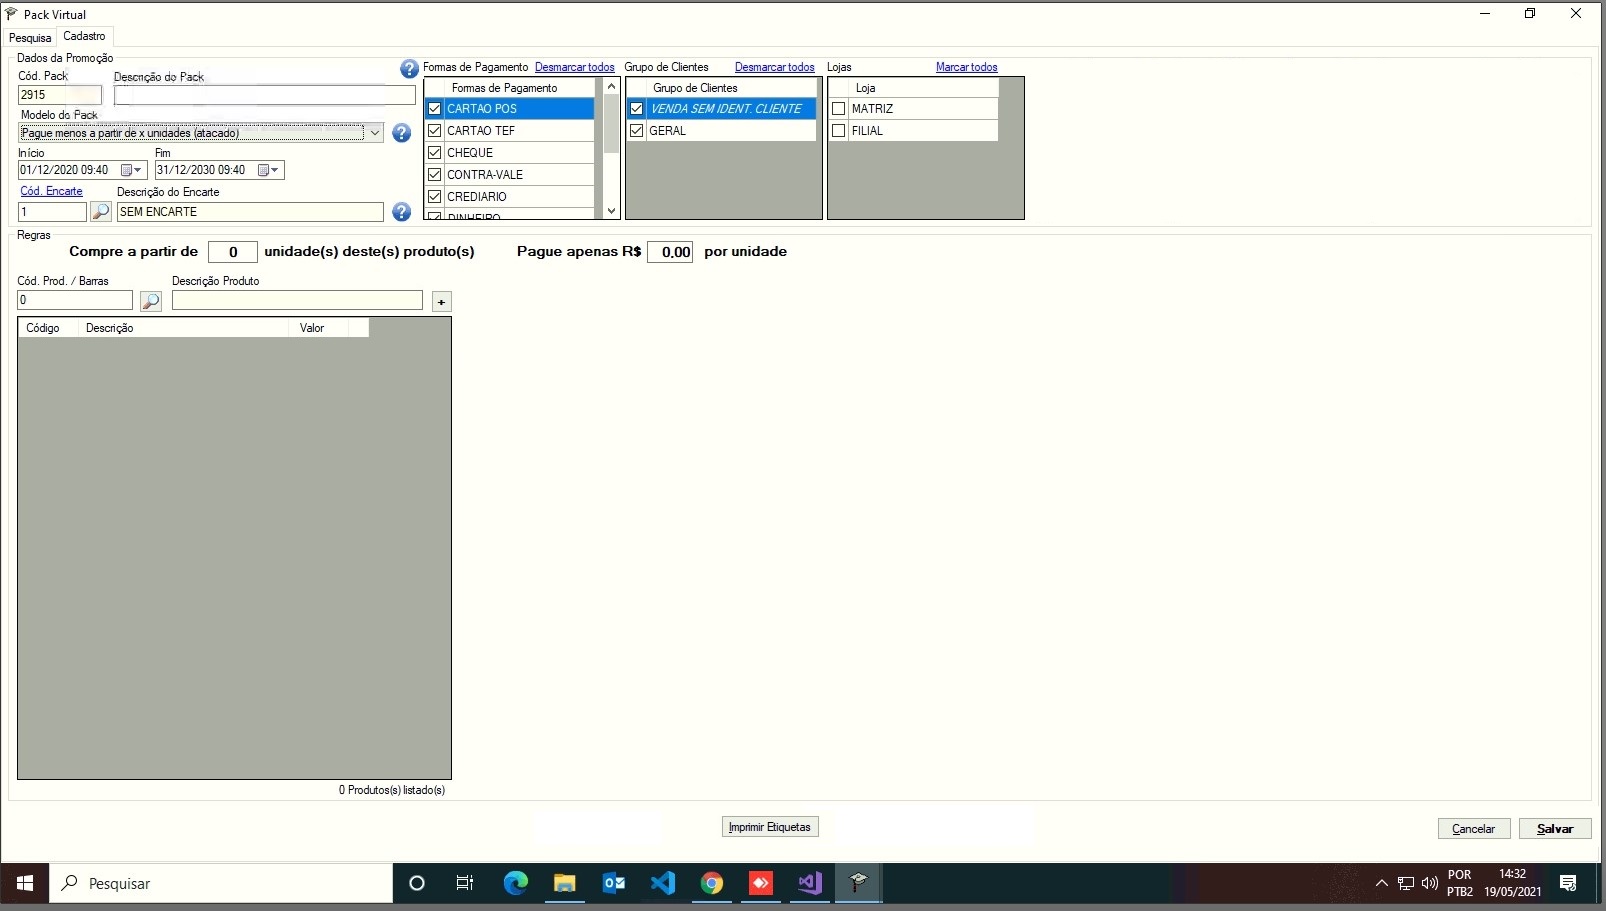 Pack Virtual
Pesquisa
Cadastro
Dados da Promoção
Cód. Pack
Descrição do Pack
2915
Modelo do Pack
Pague menos a partir de x unidades (atacado)
Início
Fim
01/12/2020 09:40
31/12/2030 09:40
Cód. Encarte
Descrição do Encarte
1
SEM ENCARTE
Formas de Pagamento
Desmarcar todos
Formas de Pagamento
CARTAO POS
CARTAO TEF
CHEQUE
CONTRA-VALE
CREDIARIO
DINHEIRO
Grupo de Clientes
Desmarcar todos
Grupo de Clientes
VENDA SEM IDENT. CLIENTE
GERAL
Lojas
Marcar todos
Loja
MATRIZ
FILIAL
Regras
Compre a partir de 0 unidade(s) deste(s) produto(s) Pague apenas R$ 0.00 por unidade
Cód. Prod. / Barras
Descrição Produto
0
+
Código Descrição Valor
0 Produtos(s) listado(s)
Imprimir Etiquetas
Cancelar
Salvar
Pesquisar
POR
PTB2
14:32
19/05/2021